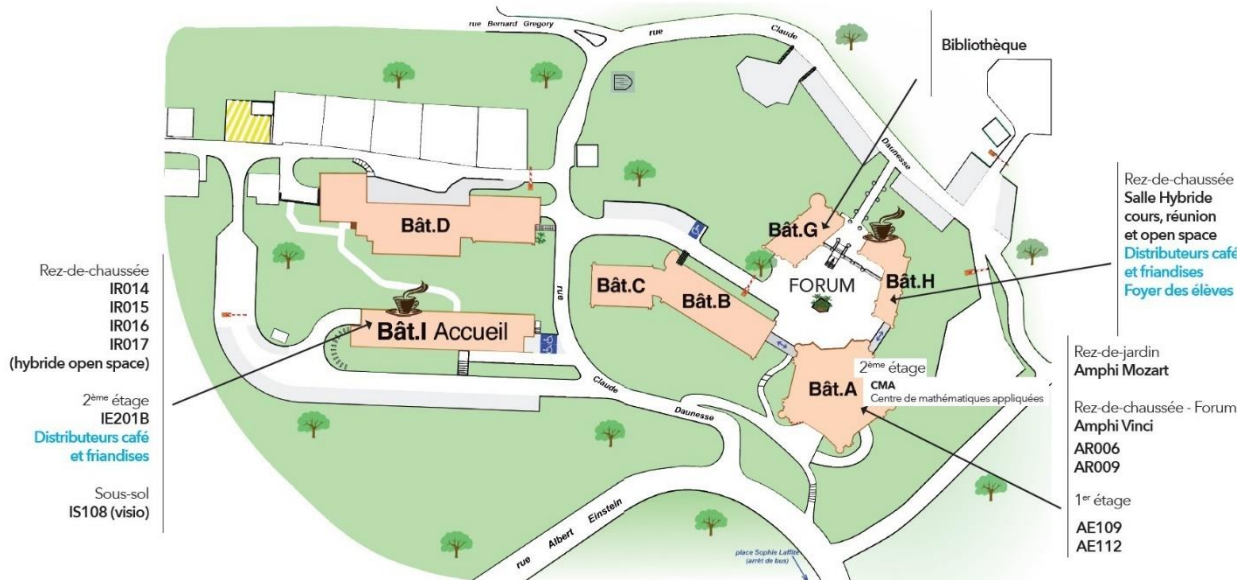 rue Bernard Gregory
rue
Claude
Daunesse
Bibliothèque
Bât.D
Bât.G
Bât.H
Bât.C
Bât.B
FORUM
Bât.I Accueil
rue
Claude
Daunesse
Bât.A
2ème étage
CMA
Centre de mathématiques appliquées
rue Albert Einstein
place Sophie Laffite
(arrêt de bus)
Rez-de-chaussée
IR014
IR015
IR016
IR017
(hybride open space)
2ème étage
IE201B
Distributeurs café
et friandises
Sous-sol
IS108 (visio)
Rez-de-chaussée
Salle Hybride
cours, réunion
et open space
Distributeurs café
et friandises
Foyer des élèves
Rez-de-jardin
Amphi Mozart
Rez-de-chaussée - Forum
Amphi Vinci
AR006
AR009
1er étage
AE109
AE112